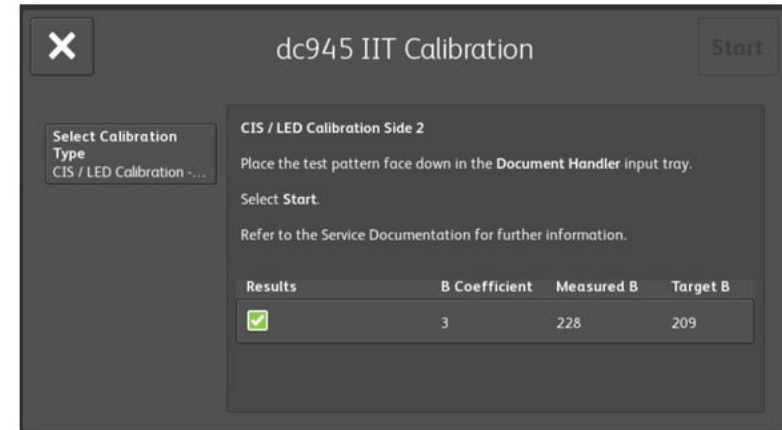 dc945 IIT Calibration
Start
Select Calibration
Type
CIS / LED Calibration -...
CIS / LED Calibration Side 2
Place the test pattern face down in the Document Handler input tray.
Select Start.
Refer to the Service Documentation for further information.
Results B Coefficient Measured B Target B
3 228 209